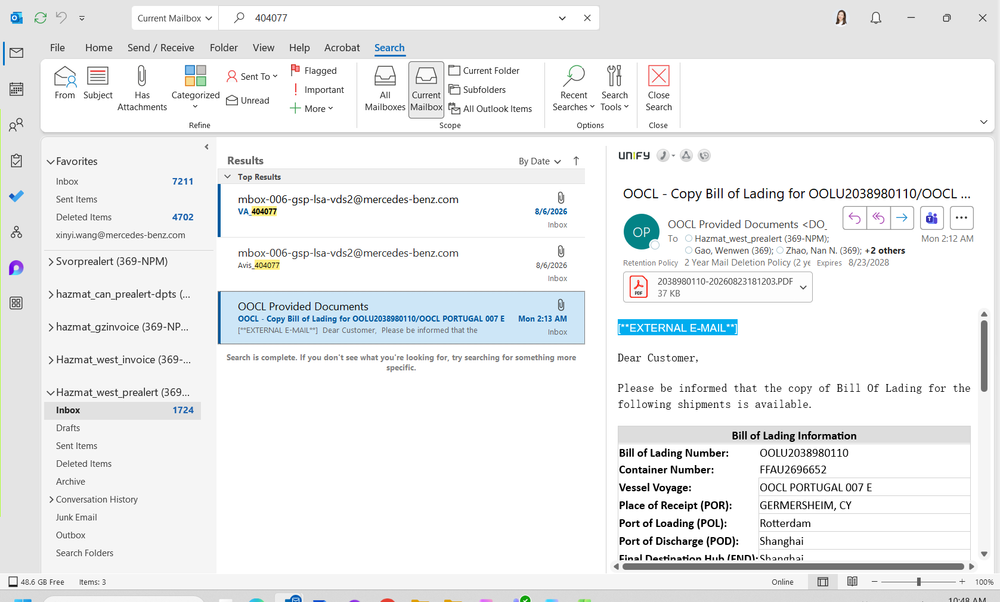 Current Mailbox
404077
File Home Send / Receive Folder View Help Acrobat Search
From
Subject
Has Attachments
Categorized
Sent To
Unread
Flagged
Important
More
Refine
All Mailboxes
Current Mailbox
Current Folder
Subfolders
All Outlook Items
Scope
Recent Searches
Search Tools
Options
Close Search
Close
Favorites
Inbox 7211
Sent Items
Deleted Items 4702
xinyi.wang@mercedes-benz.com
Svorprealert (369-NPM)
hazmat_can_prealert-dpts (...
hazmat_gzinvoice (369-NP...
Hazmat_west_invoice (369-...
Hazmat_west_prealert (369...
Inbox 1724
Drafts
Sent Items
Deleted Items
Archive
Conversation History
Junk Email
Outbox
Search Folders
Results
By Date
Top Results
mbox-006-gsp-lsa-vds2@mercedes-benz.com
VA_404077 8/6/2026
Inbox
mbox-006-gsp-lsa-vds2@mercedes-benz.com
Avis_404077 8/6/2026
Inbox
OOCL Provided Documents
OOCL - Copy Bill of Lading for OOLU2038980110/OOCL PORTUGAL 007 E Mon 2:13 AM
[**EXTERNAL E-MAIL**] Dear Customer, Please be informed that the
Inbox
Search is complete. If you don't see what you're looking for, try searching for something more
specific.
UNIFY
OOCL - Copy Bill of Lading for OOLU2038980110/OOCL ...
OP
OOCL Provided Documents <DO_
To Hazmat_west_prealert (369-NPM);
Mon 2:12 AM
Gao, Wenwen (369); Zhao, Nan N. (369); +2 others
Retention Policy 2 Year Mail Deletion Policy (2 ye Expires 8/23/2028
PDF
2038980110-20260823181203.PDF
37 KB
[**EXTERNAL E-MAIL**]
Dear Customer,
Please be informed that the copy of Bill Of Lading for the
following shipments is available.
Bill of Lading Information
Bill of Lading Number: OOLU2038980110
Container Number: FFAU2696652
Vessel Voyage: OOCL PORTUGAL 007 E
Place of Receipt (POR): GERMERSHEIM, CY
Port of Loading (POL): Rotterdam
Port of Discharge (POD): Shanghai
Final Destination Hub (FND): Shanghai
48.6 GB Free Items: 3
Online
100%
10:48 AM